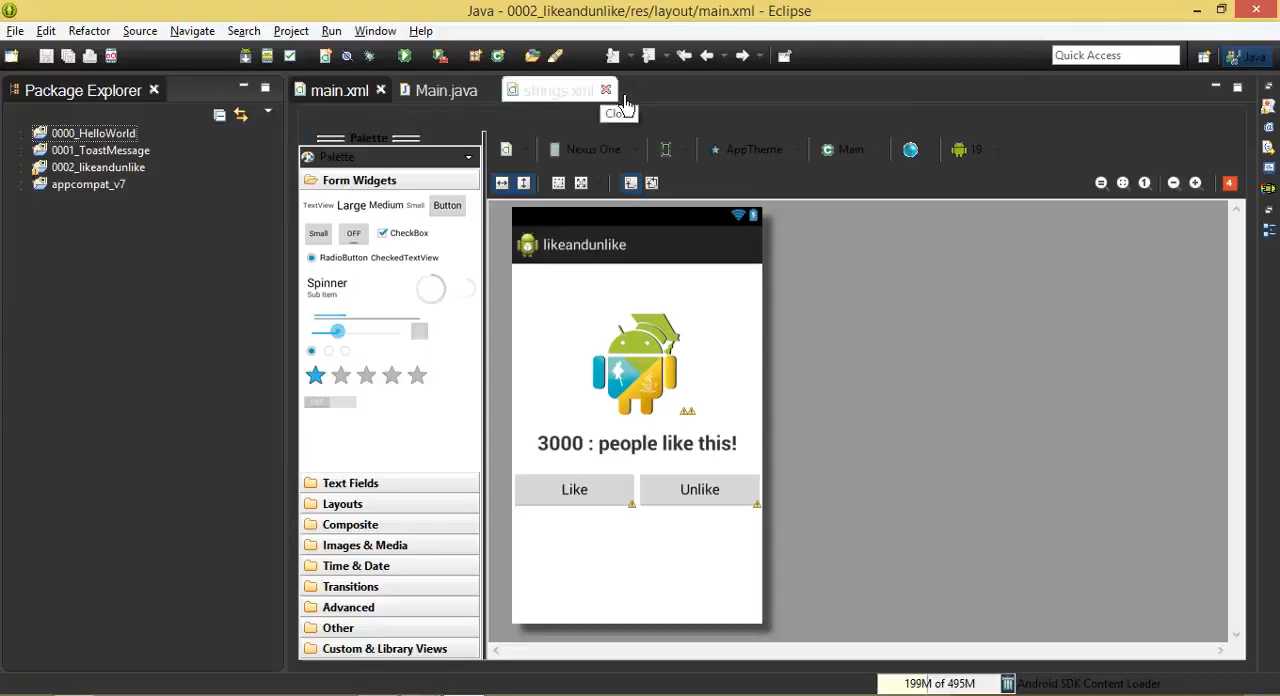 Java - 0002_likeandunlike/res/layout/main.xml - Eclipse
File Edit Refactor Source Navigate Search Project Run Window Help
Quick Access
Java
Package Explorer
main.xml
Main.java
strings.xml
0000_HelloWorld
0001_ToastMessage
0002_likeandunlike
appcompat_v7
Palette
Palette
Nexus One
AppTheme
Main
19
Form Widgets
4
TextView Large Medium Small Button
Small OFF CheckBox
RadioButton CheckedTextView
Spinner
Sub Item
Text Fields
Layouts
Composite
Images & Media
Time & Date
Transitions
Advanced
Other
Custom & Library Views
likeandunlike
3000 : people like this!
Like Unlike
199M of 495M
Android SDK Content Loader